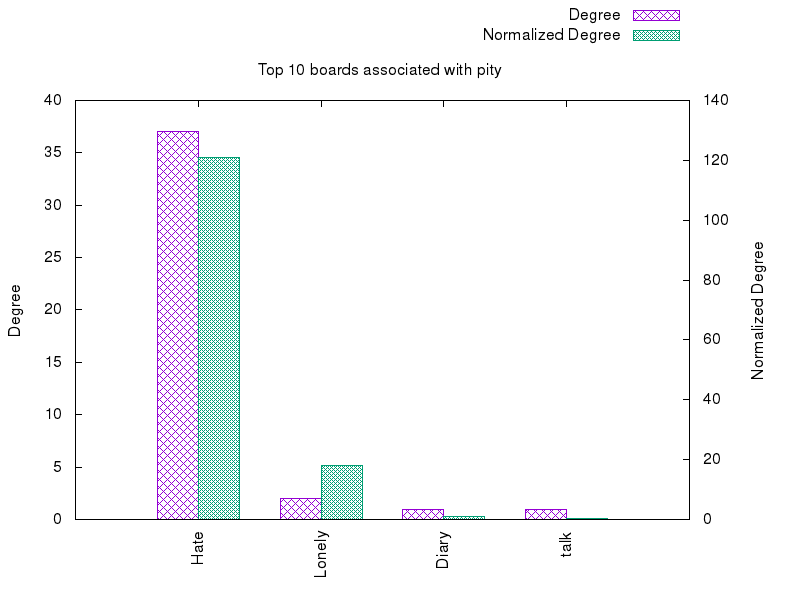 Degree
Normalized Degree
Top 10 boards associated with pity
40
35
30
25
20
15
10
5
0
140
120
100
80
60
40
20
0
Degree
Normalized Degree
Hate
Lonely
Diary
talk